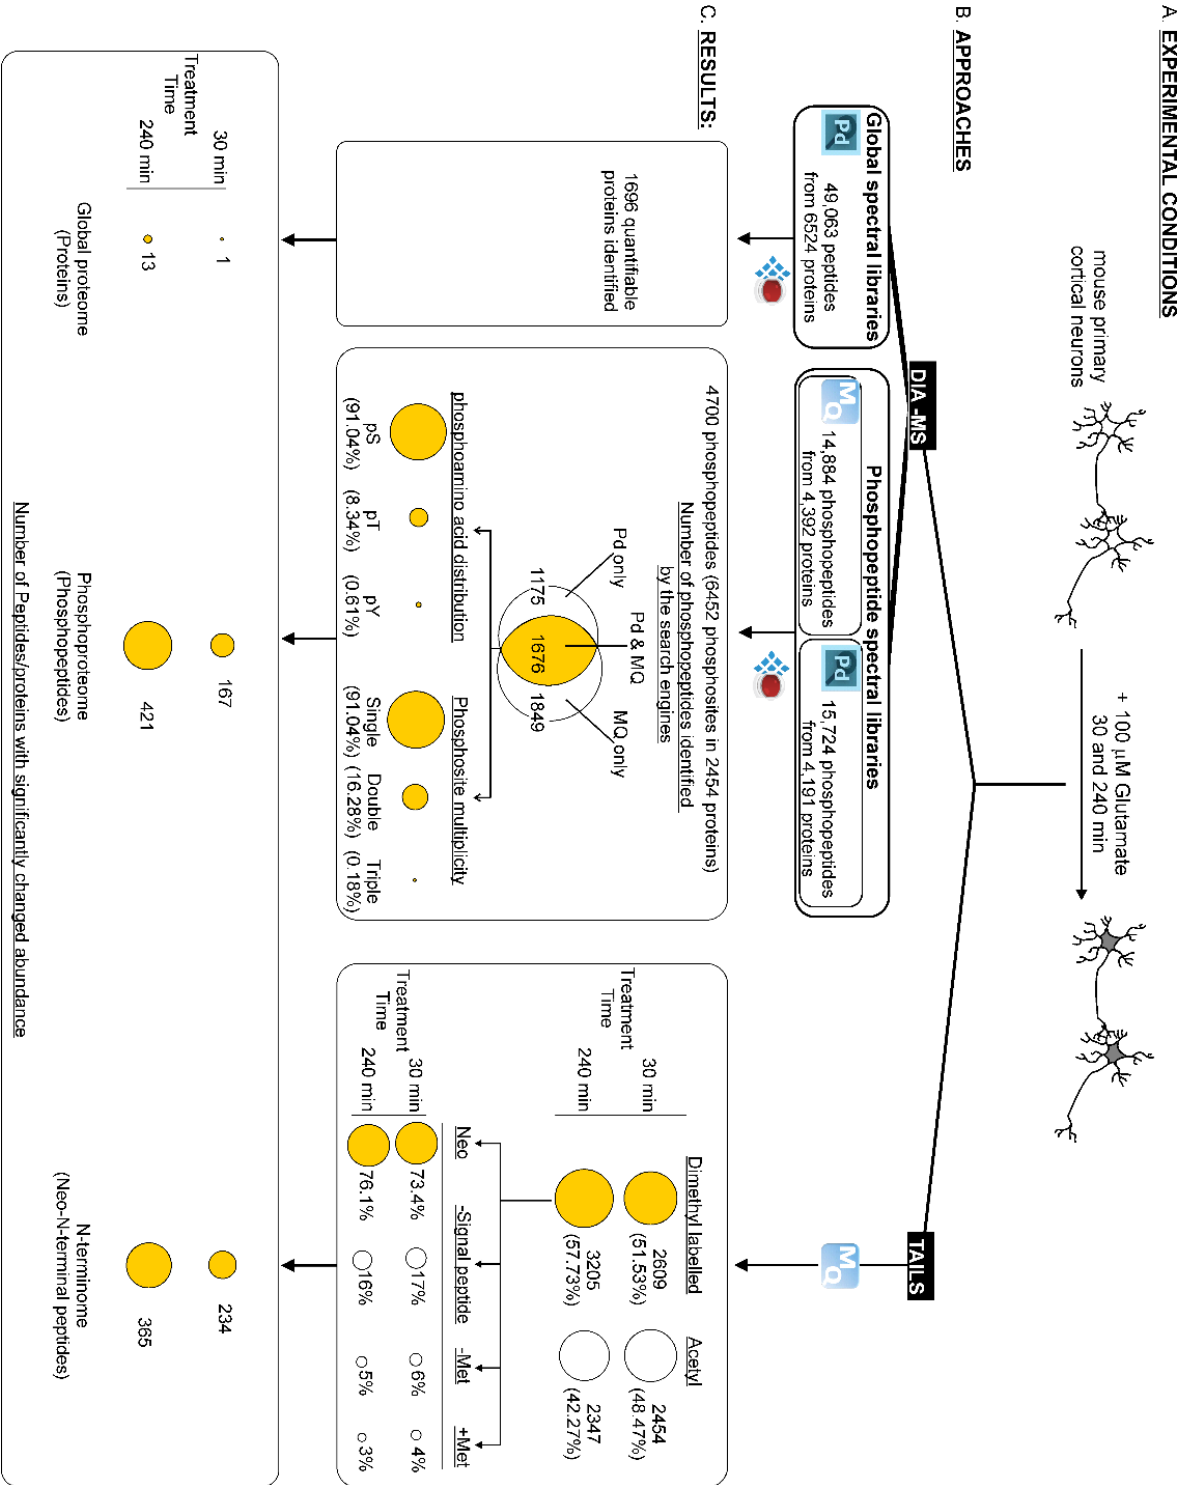 A. EXPERIMENTAL CONDITIONS
mouse primary
cortical neurons
+ 100 µM Glutamate
30 and 240 min
B. APPROACHES
DIA -MS
TAILS
Global spectral libraries
Pd
49,063 peptides
from 6524 proteins
Phosphopeptide spectral libraries
MQ
14,884 phosphopeptides
from 4,392 proteins
Pd
15,724 phosphopeptides
from 4,191 proteins
MQ
C. RESULTS:
1696 quantifiable
proteins identified
4700 phosphopeptides (6452 phosphosites in 2454 proteins)
Number of phosphopeptides identified
by the search engines
Pd only
Pd & MQ
MQ only
1175
1676
1849
phosphoamino acid distribution
pS
(91.04%)
pT
(8.34%)
pY
(0.61%)
Phosphosite multiplicity
Single
(91.04%)
Double
(16.28%)
Triple
(0.18%)
Dimethyl labelled
Acetyl
Treatment
Time
30 min
2609
(51.53%)
2454
(48.47%)
240 min
3205
(57.73%)
2347
(42.27%)
Neo
-Signal peptide
-Met
+Met
Treatment
Time
30 min
73.4%
17%
6%
4%
240 min
76.1%
16%
5%
3%
Treatment
Time
30 min
1
167
234
240 min
13
421
365
Global proteome
(Proteins)
Phosphoproteome
(Phosphopeptides)
N-terminome
(Neo-N-terminal peptides)
Number of Peptides/proteins with significantly changed abundance